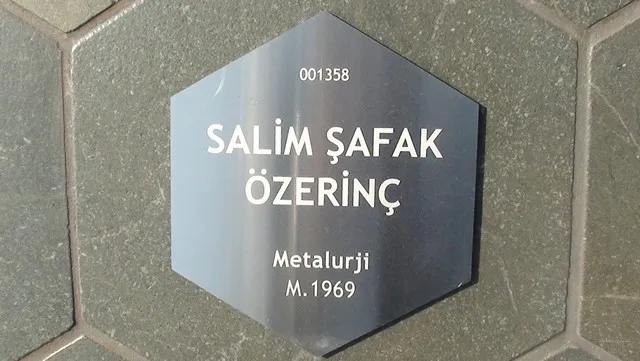 001358
SALİM ŞAFAK
ÖZERİNÇ
Metalurji
M.1969